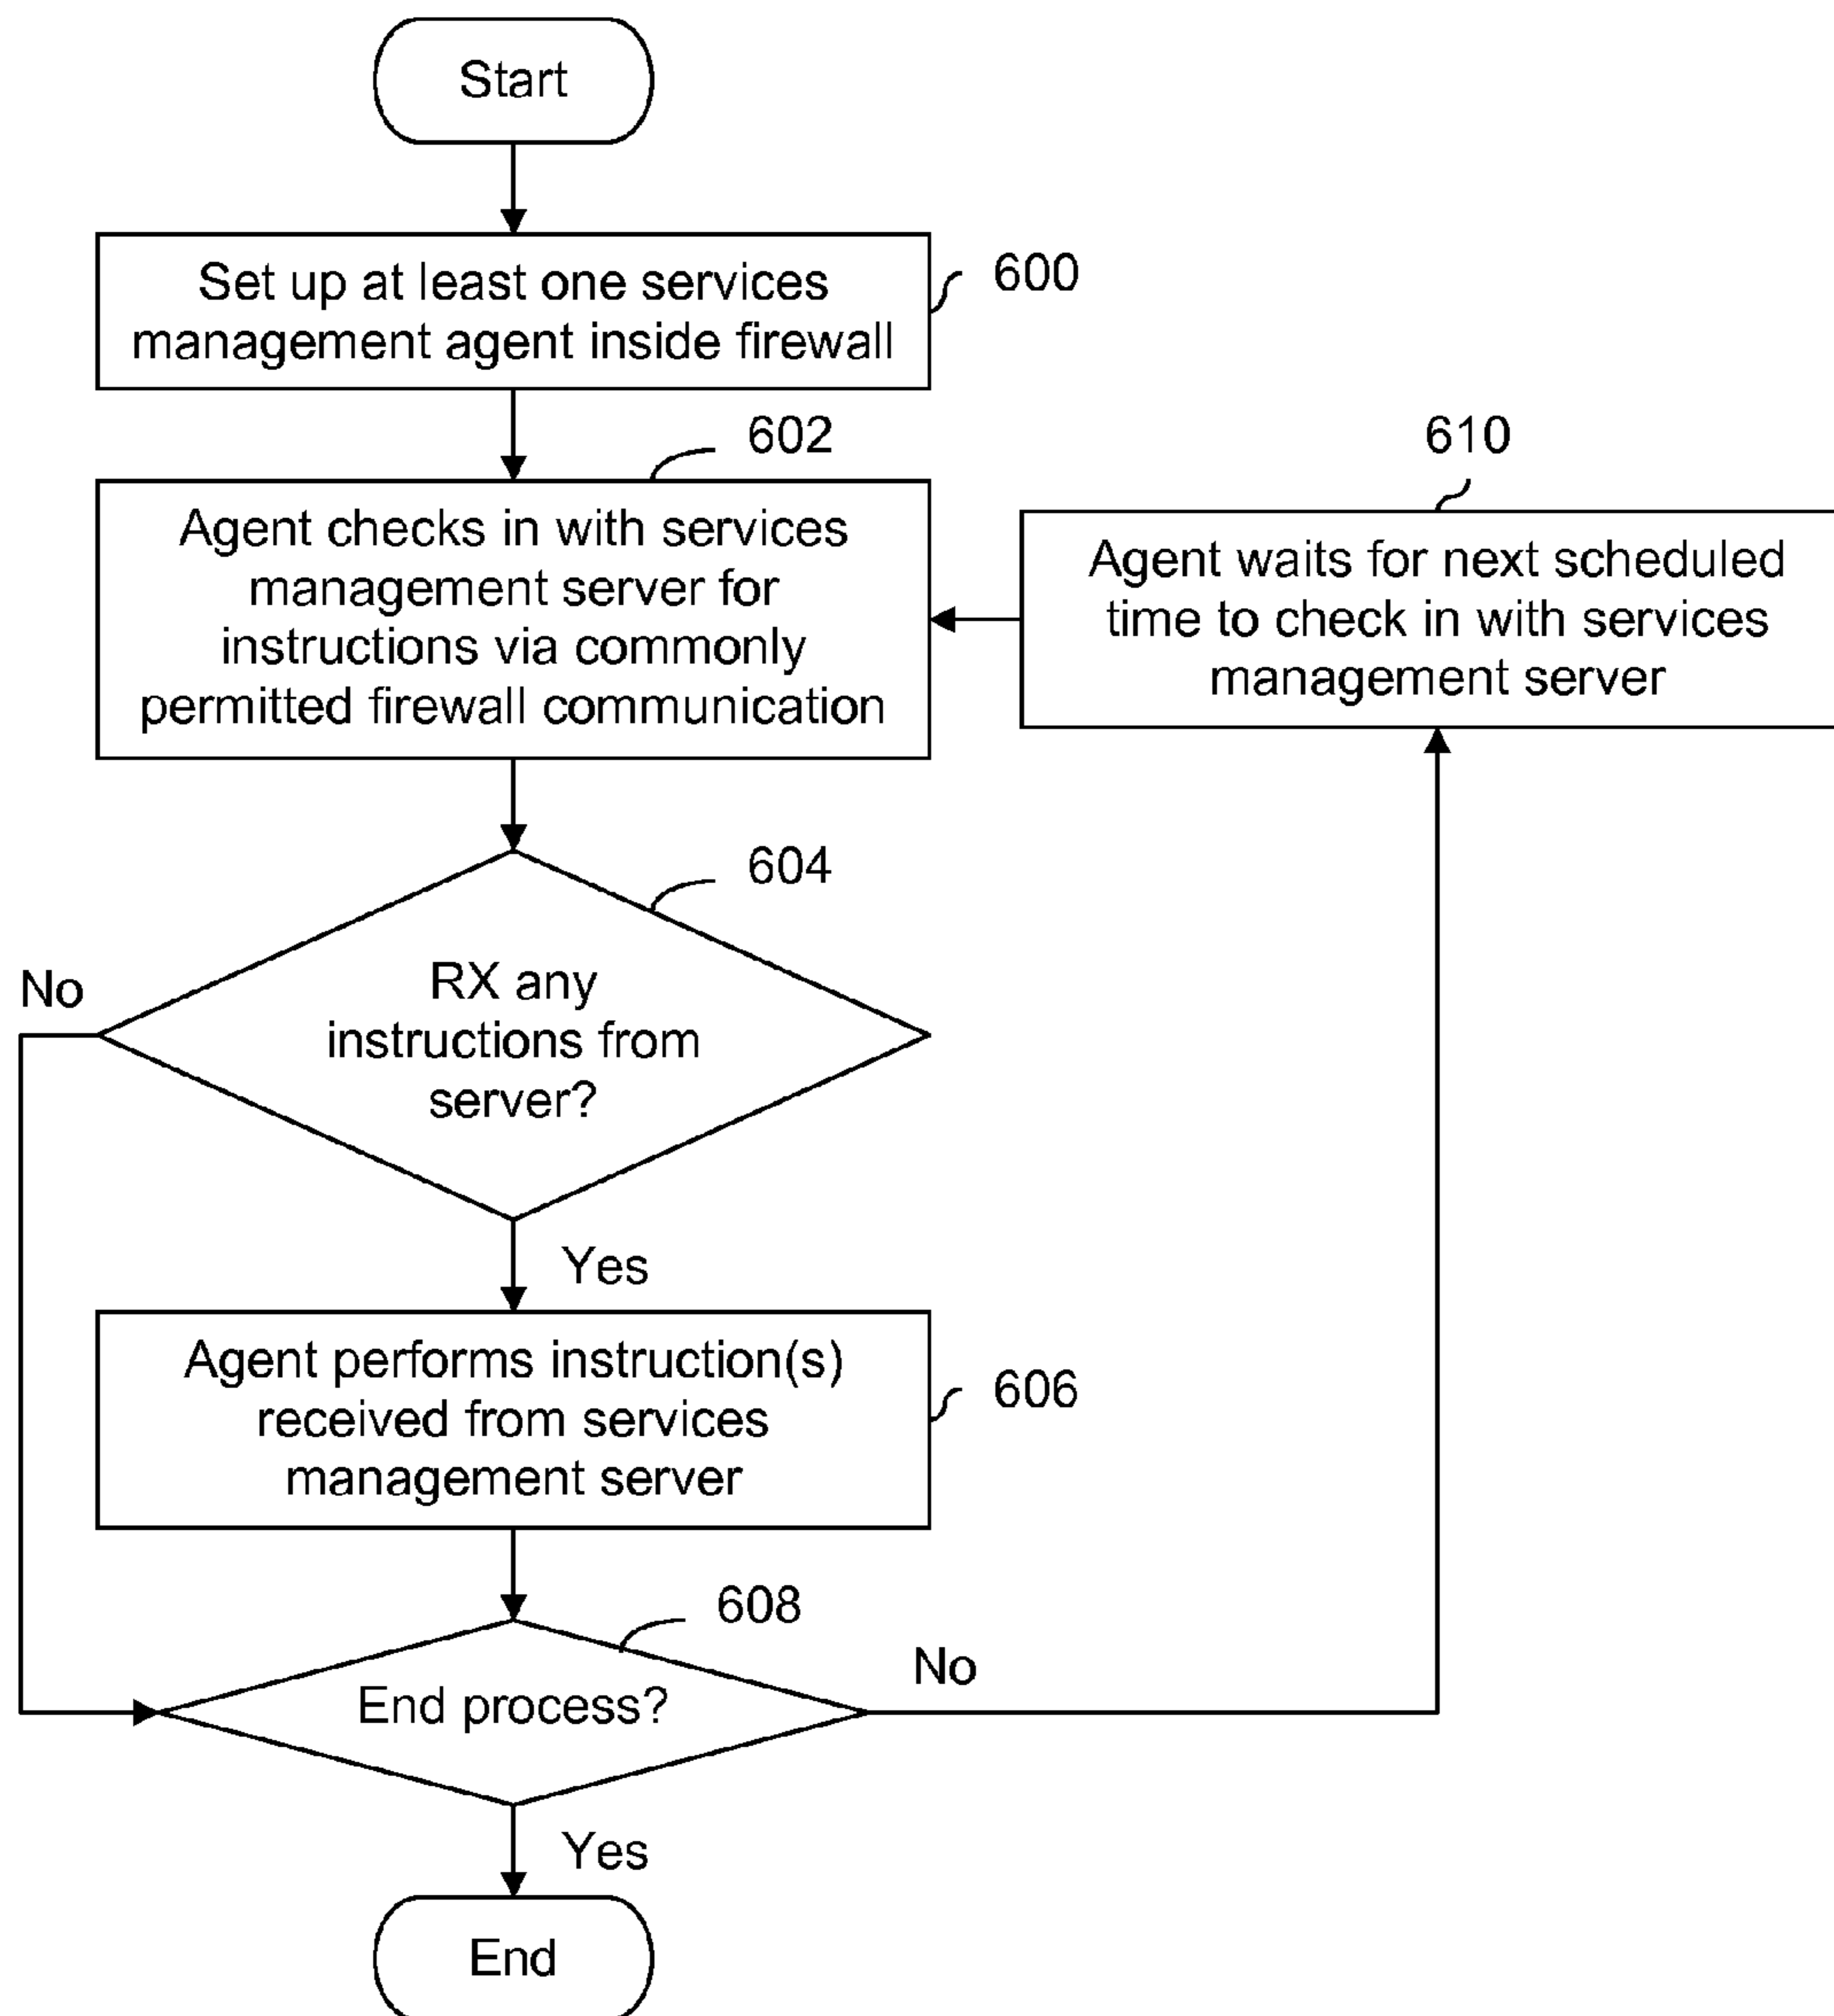 Start
Set up at least one services
management agent inside firewall
600
602
Agent checks in with services
management server for
instructions via commonly
permitted firewall communication
610
Agent waits for next scheduled
time to check in with services
management server
604
RX any
instructions from
server?
No
Yes
Agent performs instruction(s)
received from services
management server
606
608
End process?
No
Yes
End